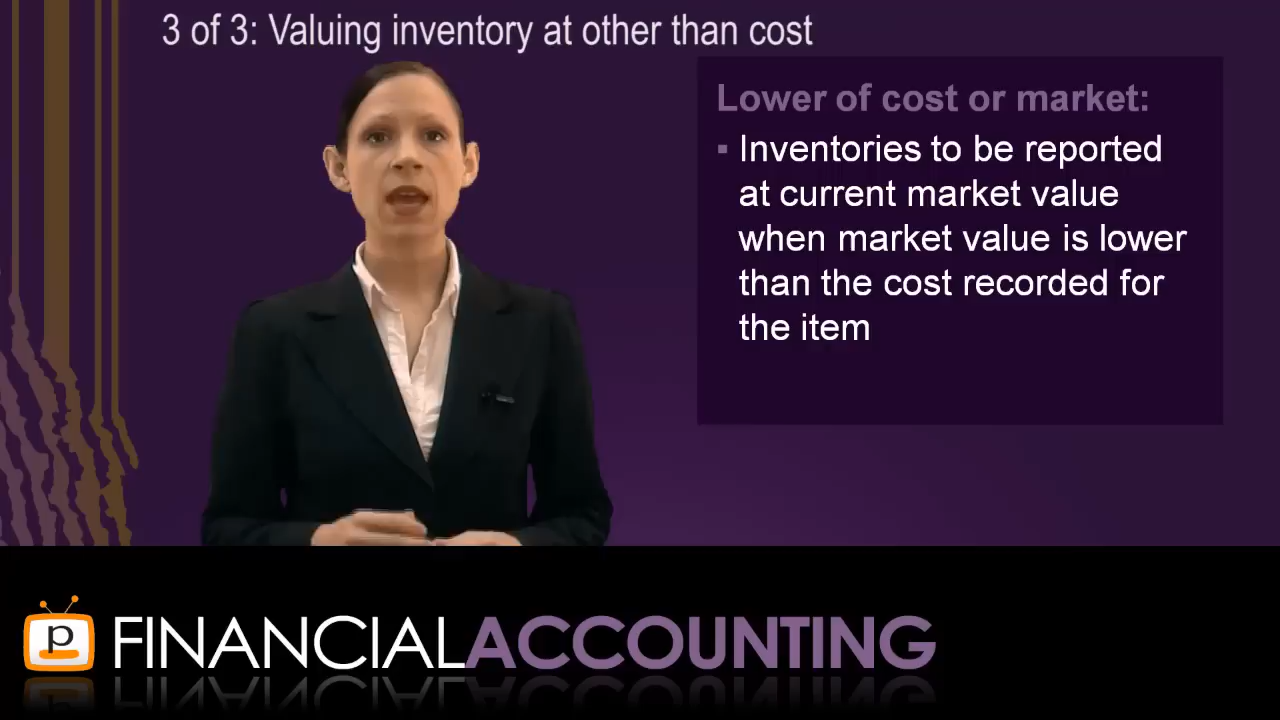 3 of 3: Valuing inventory at other than cost
Lower of cost or market:
▪ Inventories to be reported
at current market value
when market value is lower
than the cost recorded for
the item
p
FINANCIALACCOUNTING